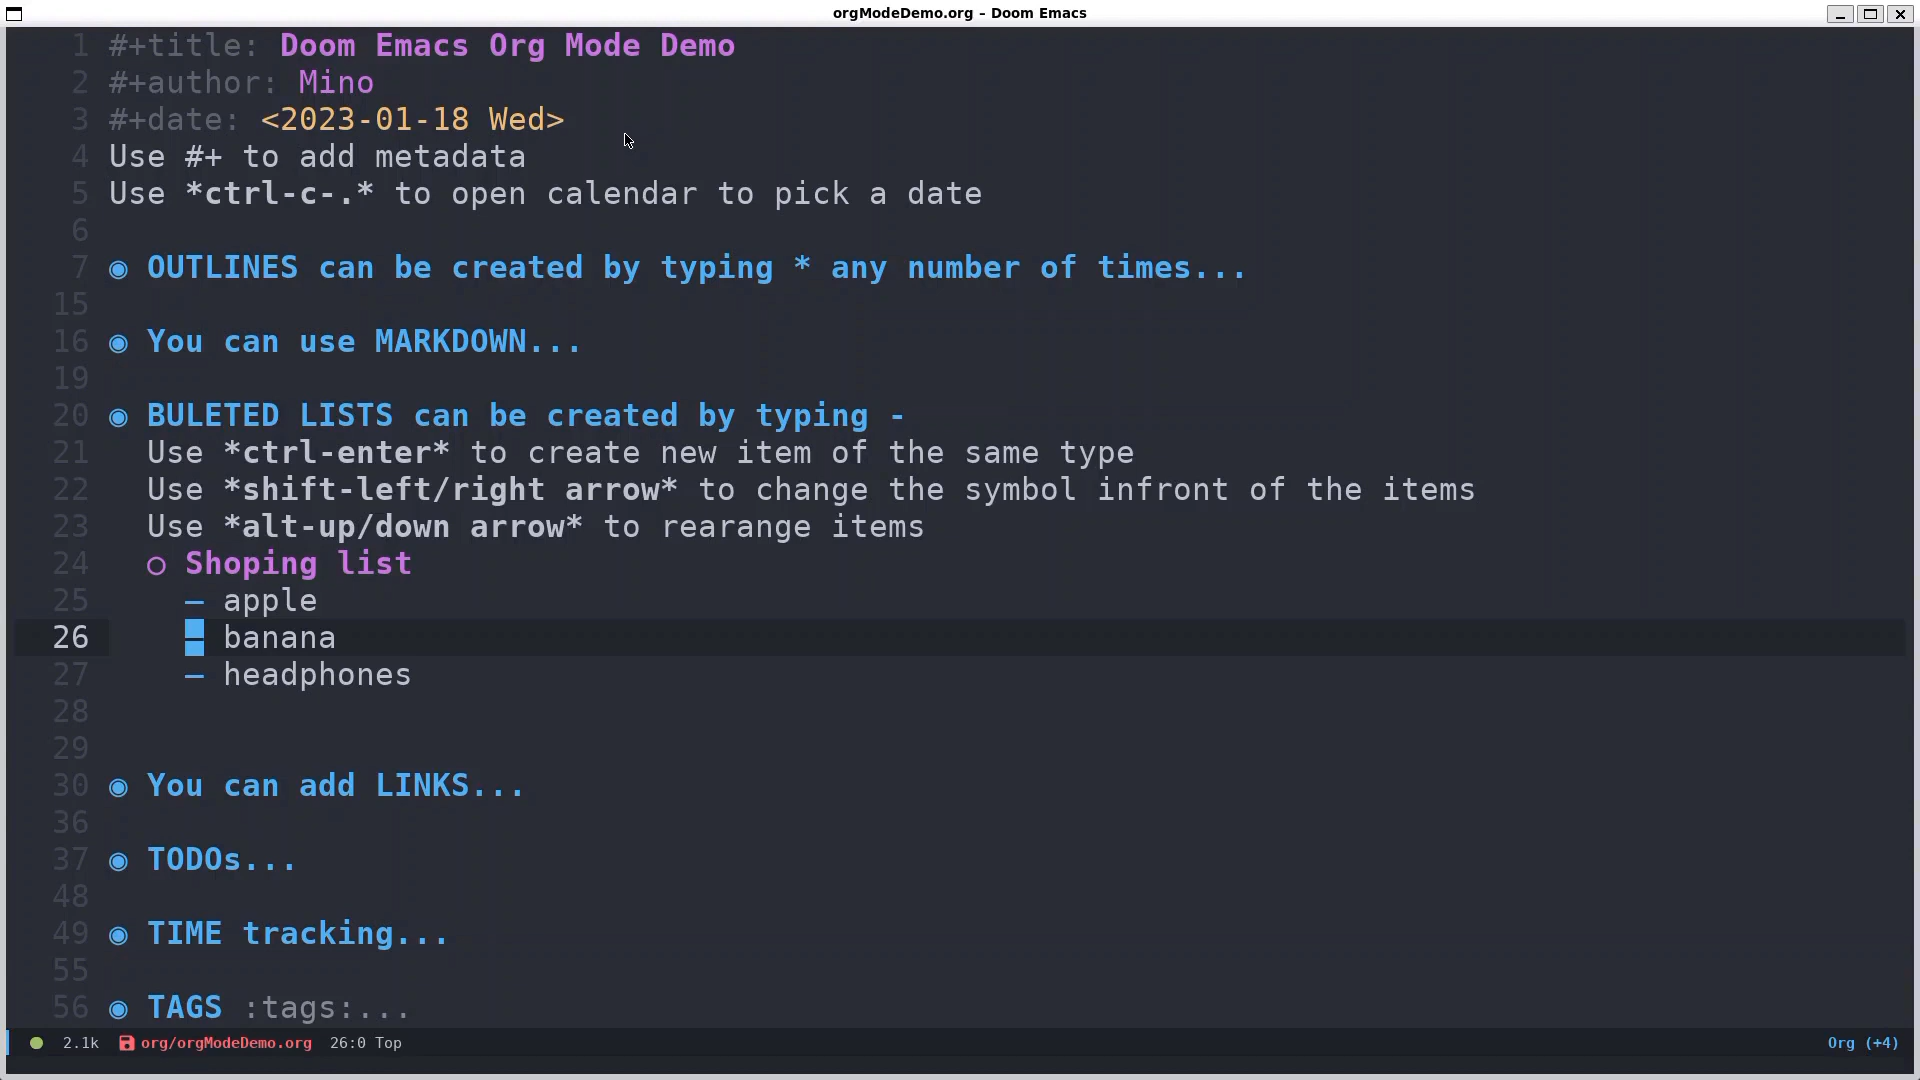 orgModeDemo.org – Doom Emacs
1 #+title: Doom Emacs Org Mode Demo
2 #+author: Mino
3 #+date: <2023-01-18 Wed>
4 Use #+ to add metadata
5 Use *ctrl-c-.* to open calendar to pick a date
6
7 ◉ OUTLINES can be created by typing * any number of times...
15
16 ◉ You can use MARKDOWN...
19
20 ◉ BULETED LISTS can be created by typing -
21 Use *ctrl-enter* to create new item of the same type
22 Use *shift-left/right arrow* to change the symbol infront of the items
23 Use *alt-up/down arrow* to rearange items
24 ○ Shoping list
25 – apple
26 – banana
27 – headphones
28
29
30 ◉ You can add LINKS...
36
37 ◉ TODOs...
48
49 ◉ TIME tracking...
55
56 ◉ TAGS :tags:...
2.1k org/orgModeDemo.org 26:0 Top Org (+4)